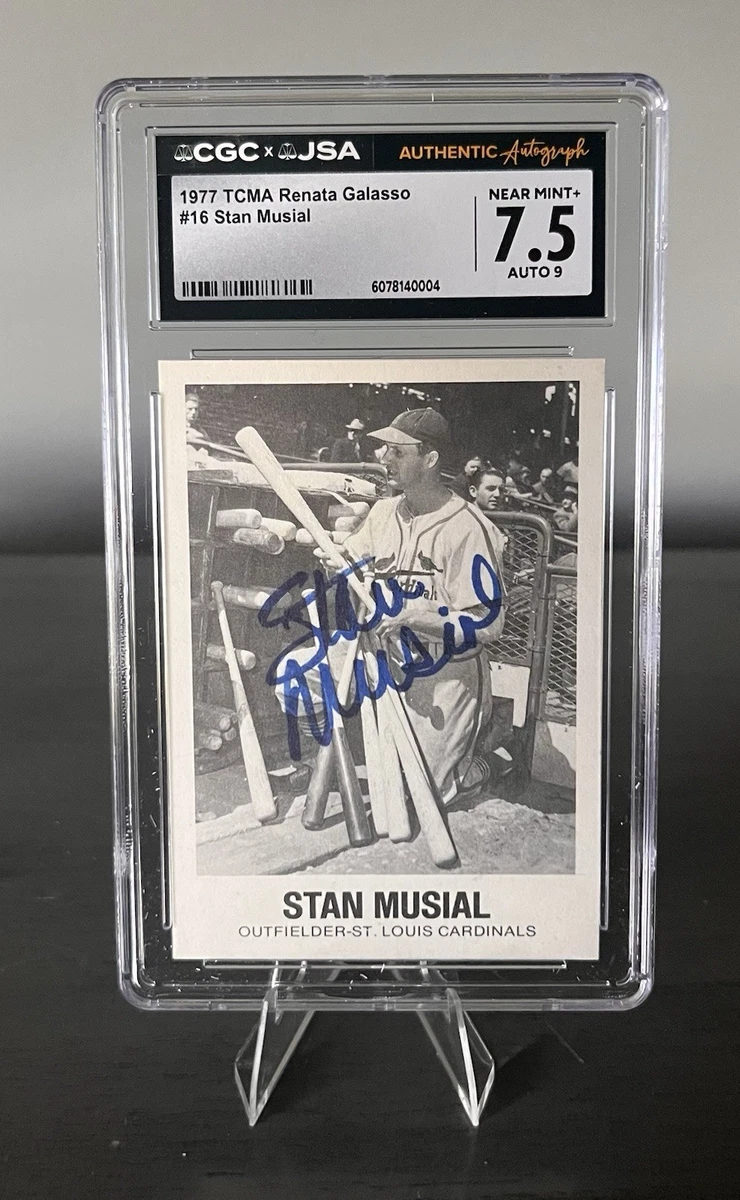 CGC x JSA AUTHENTIC Autograph
1977 TCMA Renata Galasso
#16 Stan Musial
NEAR MINT+
7.5
AUTO 9
6078140004
Cardinals
Stan
Musial
STAN MUSIAL
OUTFIELDER-ST. LOUIS CARDINALS